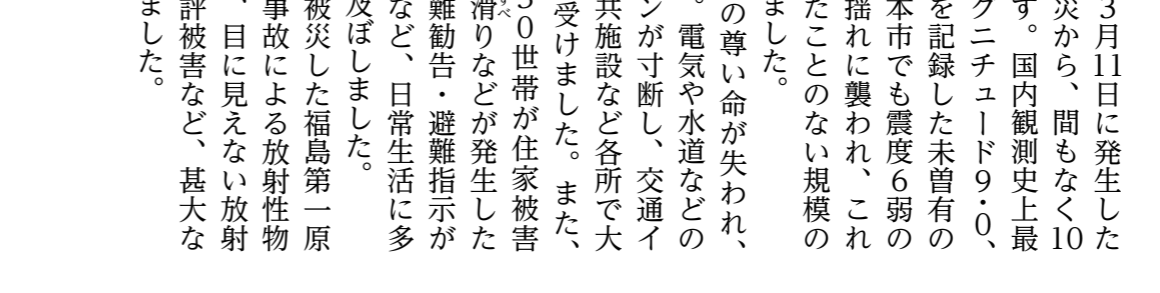 3月11日に発生した
災から、間もなく10
す。国内観測史上最
グニチュード9・0、
を記録した未曽有の
本市でも震度6弱の
揺れに襲われ、これ
たことのない規模の
ました。
の尊い命が失われ、
。電気や水道などの
ンが寸断し、交通イ
共施設など各所で大
受けました。また、
50世帯が住家被害
滑りなどが発生した
難勧告・避難指示が
など、日常生活に多
及ぼしました。
被災した福島第一原
事故による放射性物
、目に見えない放射
評被害など、甚大な
ました。